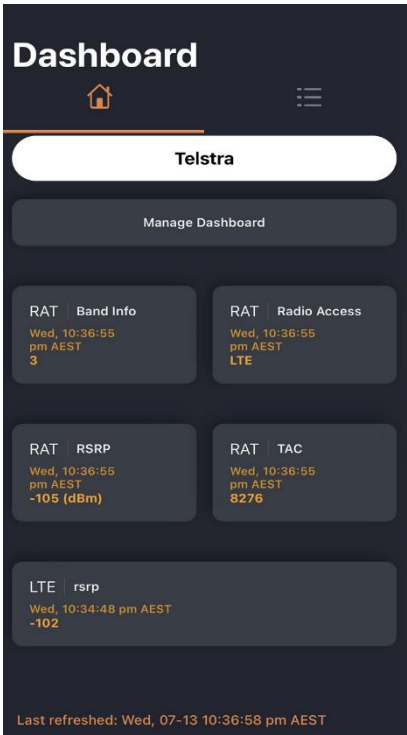 Dashboard
Telstra
Manage Dashboard
RAT Band Info
Wed, 10:36:55
pm AEST
3
RAT Radio Access
Wed, 10:36:55
pm AEST
LTE
RAT RSRP
Wed, 10:36:55
pm AEST
-105 (dBm)
RAT TAC
Wed, 10:36:55
pm AEST
8276
LTE rsrp
Wed, 10:34:48 pm AEST
-102
Last refreshed: Wed, 07-13 10:36:58 pm AEST